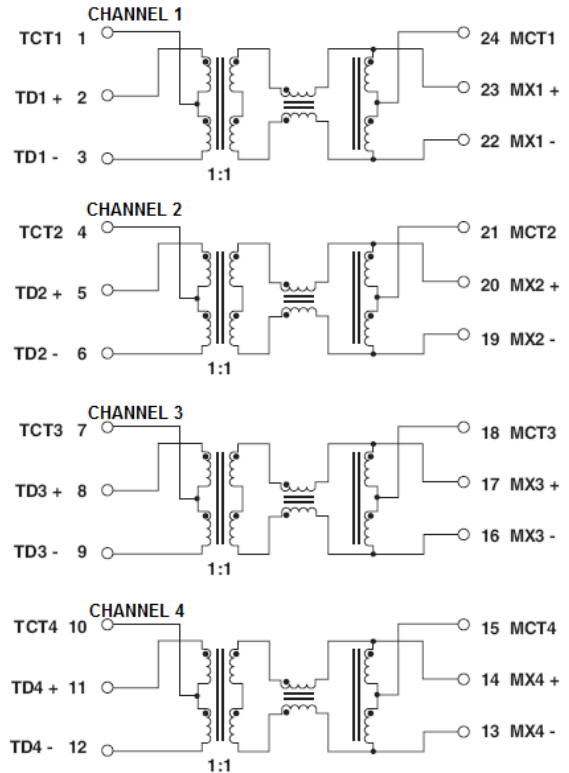 CHANNEL 1
TCT1 1
24 MCT1
TD1 + 2
23 MX1 +
TD1 - 3
22 MX1 -
1:1
CHANNEL 2
TCT2 4
21 MCT2
TD2 + 5
20 MX2 +
TD2 - 6
19 MX2 -
1:1
CHANNEL 3
TCT3 7
18 MCT3
TD3 + 8
17 MX3 +
TD3 - 9
16 MX3 -
1:1
CHANNEL 4
TCT4 10
15 MCT4
TD4 + 11
14 MX4 +
TD4 - 12
13 MX4 -
1:1